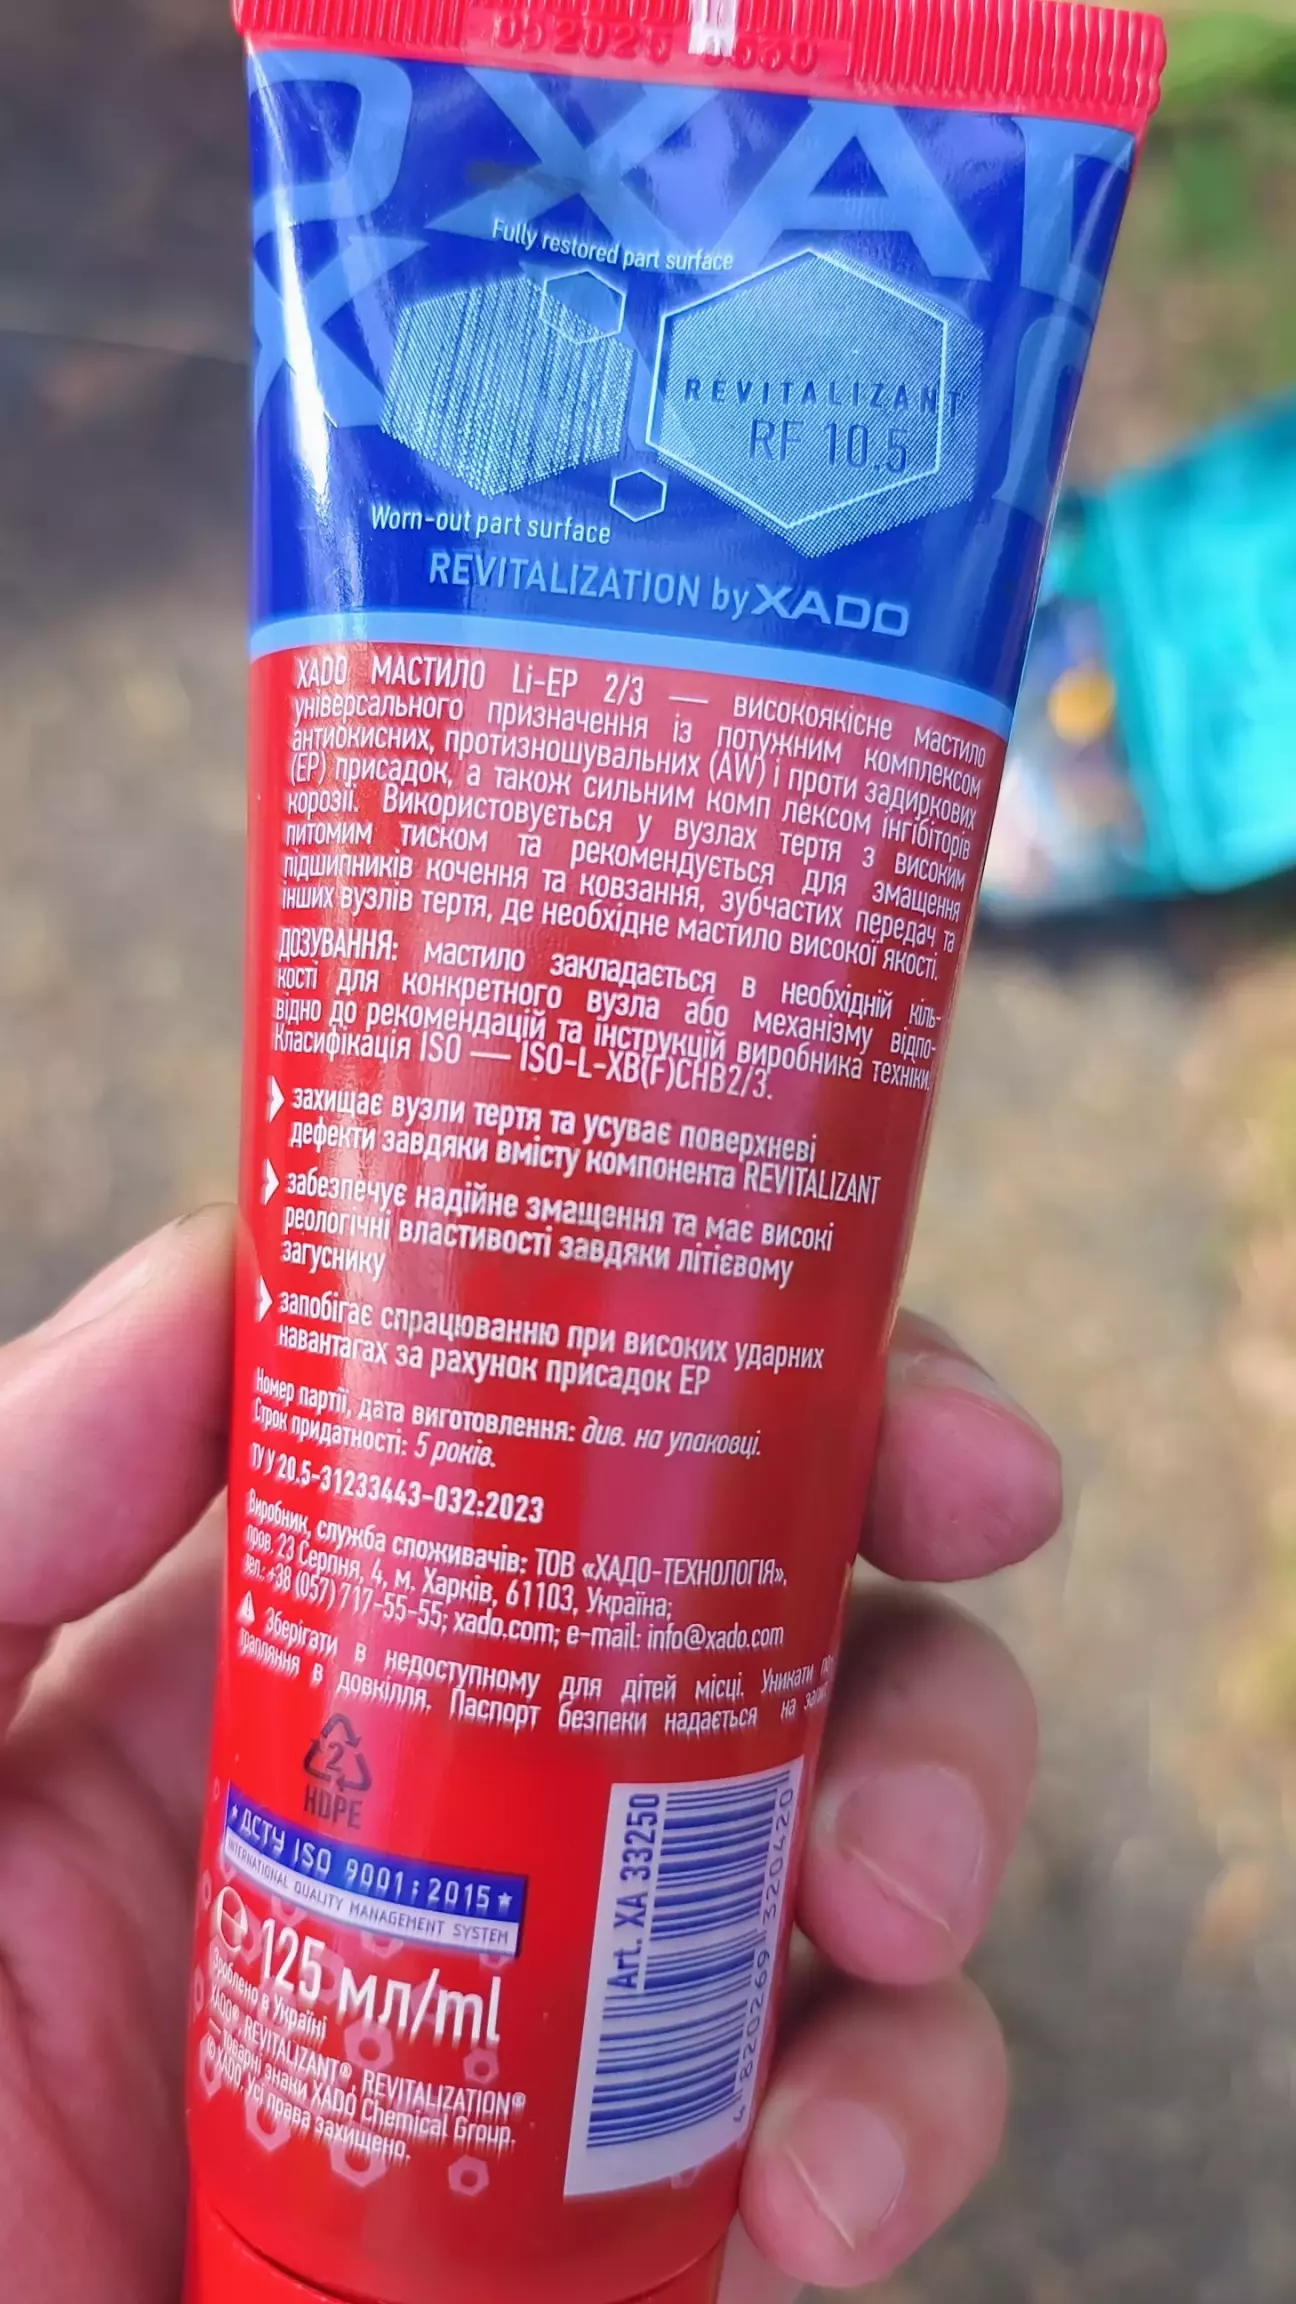 05 2025 0530
XADO
Fully restored part surface
REVITALIZANT
RF 10.5
Worn-out part surface
REVITALIZATION by XADO
XADO МАСТИЛО Li-EP 2/3 — високоякісне мастило
універсального призначення із потужним комплексом
антиокисних, протизношувальних (AW) і проти задиркових
(EP) присадок, а також сильним комп лексом інгібіторів
корозії. Використовується у вузлах тертя з високим
питомим тиском та рекомендується для змащення
підшипників кочення та ковзання, зубчастих передач та
інших вузлів тертя, де необхідне мастило високої якості.
ДОЗУВАННЯ: мастило закладається в необхідній кіль-
кості для конкретного вузла або механізму відпо-
відно до рекомендацій та інструкцій виробника техніки.
Класифікація ISO — ISO-L-XB(F)CHB2/3.
захищає вузли тертя та усуває поверхневі
дефекти завдяки вмісту компонента REVITALIZANT
забезпечує надійне змащення та має високі
реологічні властивості завдяки літієвому
загуснику
запобігає спрацюванню при високих ударних
навантагах за рахунок присадок EP
Номер партії, дата виготовлення: див. на упаковці.
Строк придатності: 5 років.
ТУ У 20.5-31233443-032:2023
Виробник, служба споживачів: ТОВ «ХАДО-ТЕХНОЛОГІЯ»,
пров. 23 Серпня, 4, м. Харків, 61103, Україна;
тел.: +38 (057) 717-55-55; xado.com; e-mail: info@xado.com
Зберігати в недоступному для дітей місці. Уникати по-
трапляння в довкілля. Паспорт безпеки надається на
2
HDPE
ДСТУ ISO 9001:2015
INTERNATIONAL QUALITY MANAGEMENT SYSTEM
℮ 125 мл/ml
Зроблено в Україні
XADO®, REVITALIZANT®, REVITALIZATION®
— товарні знаки XADO Chemical Group.
© XADO, Усі права захищено.
Art. XA 33250
4 820269 320420